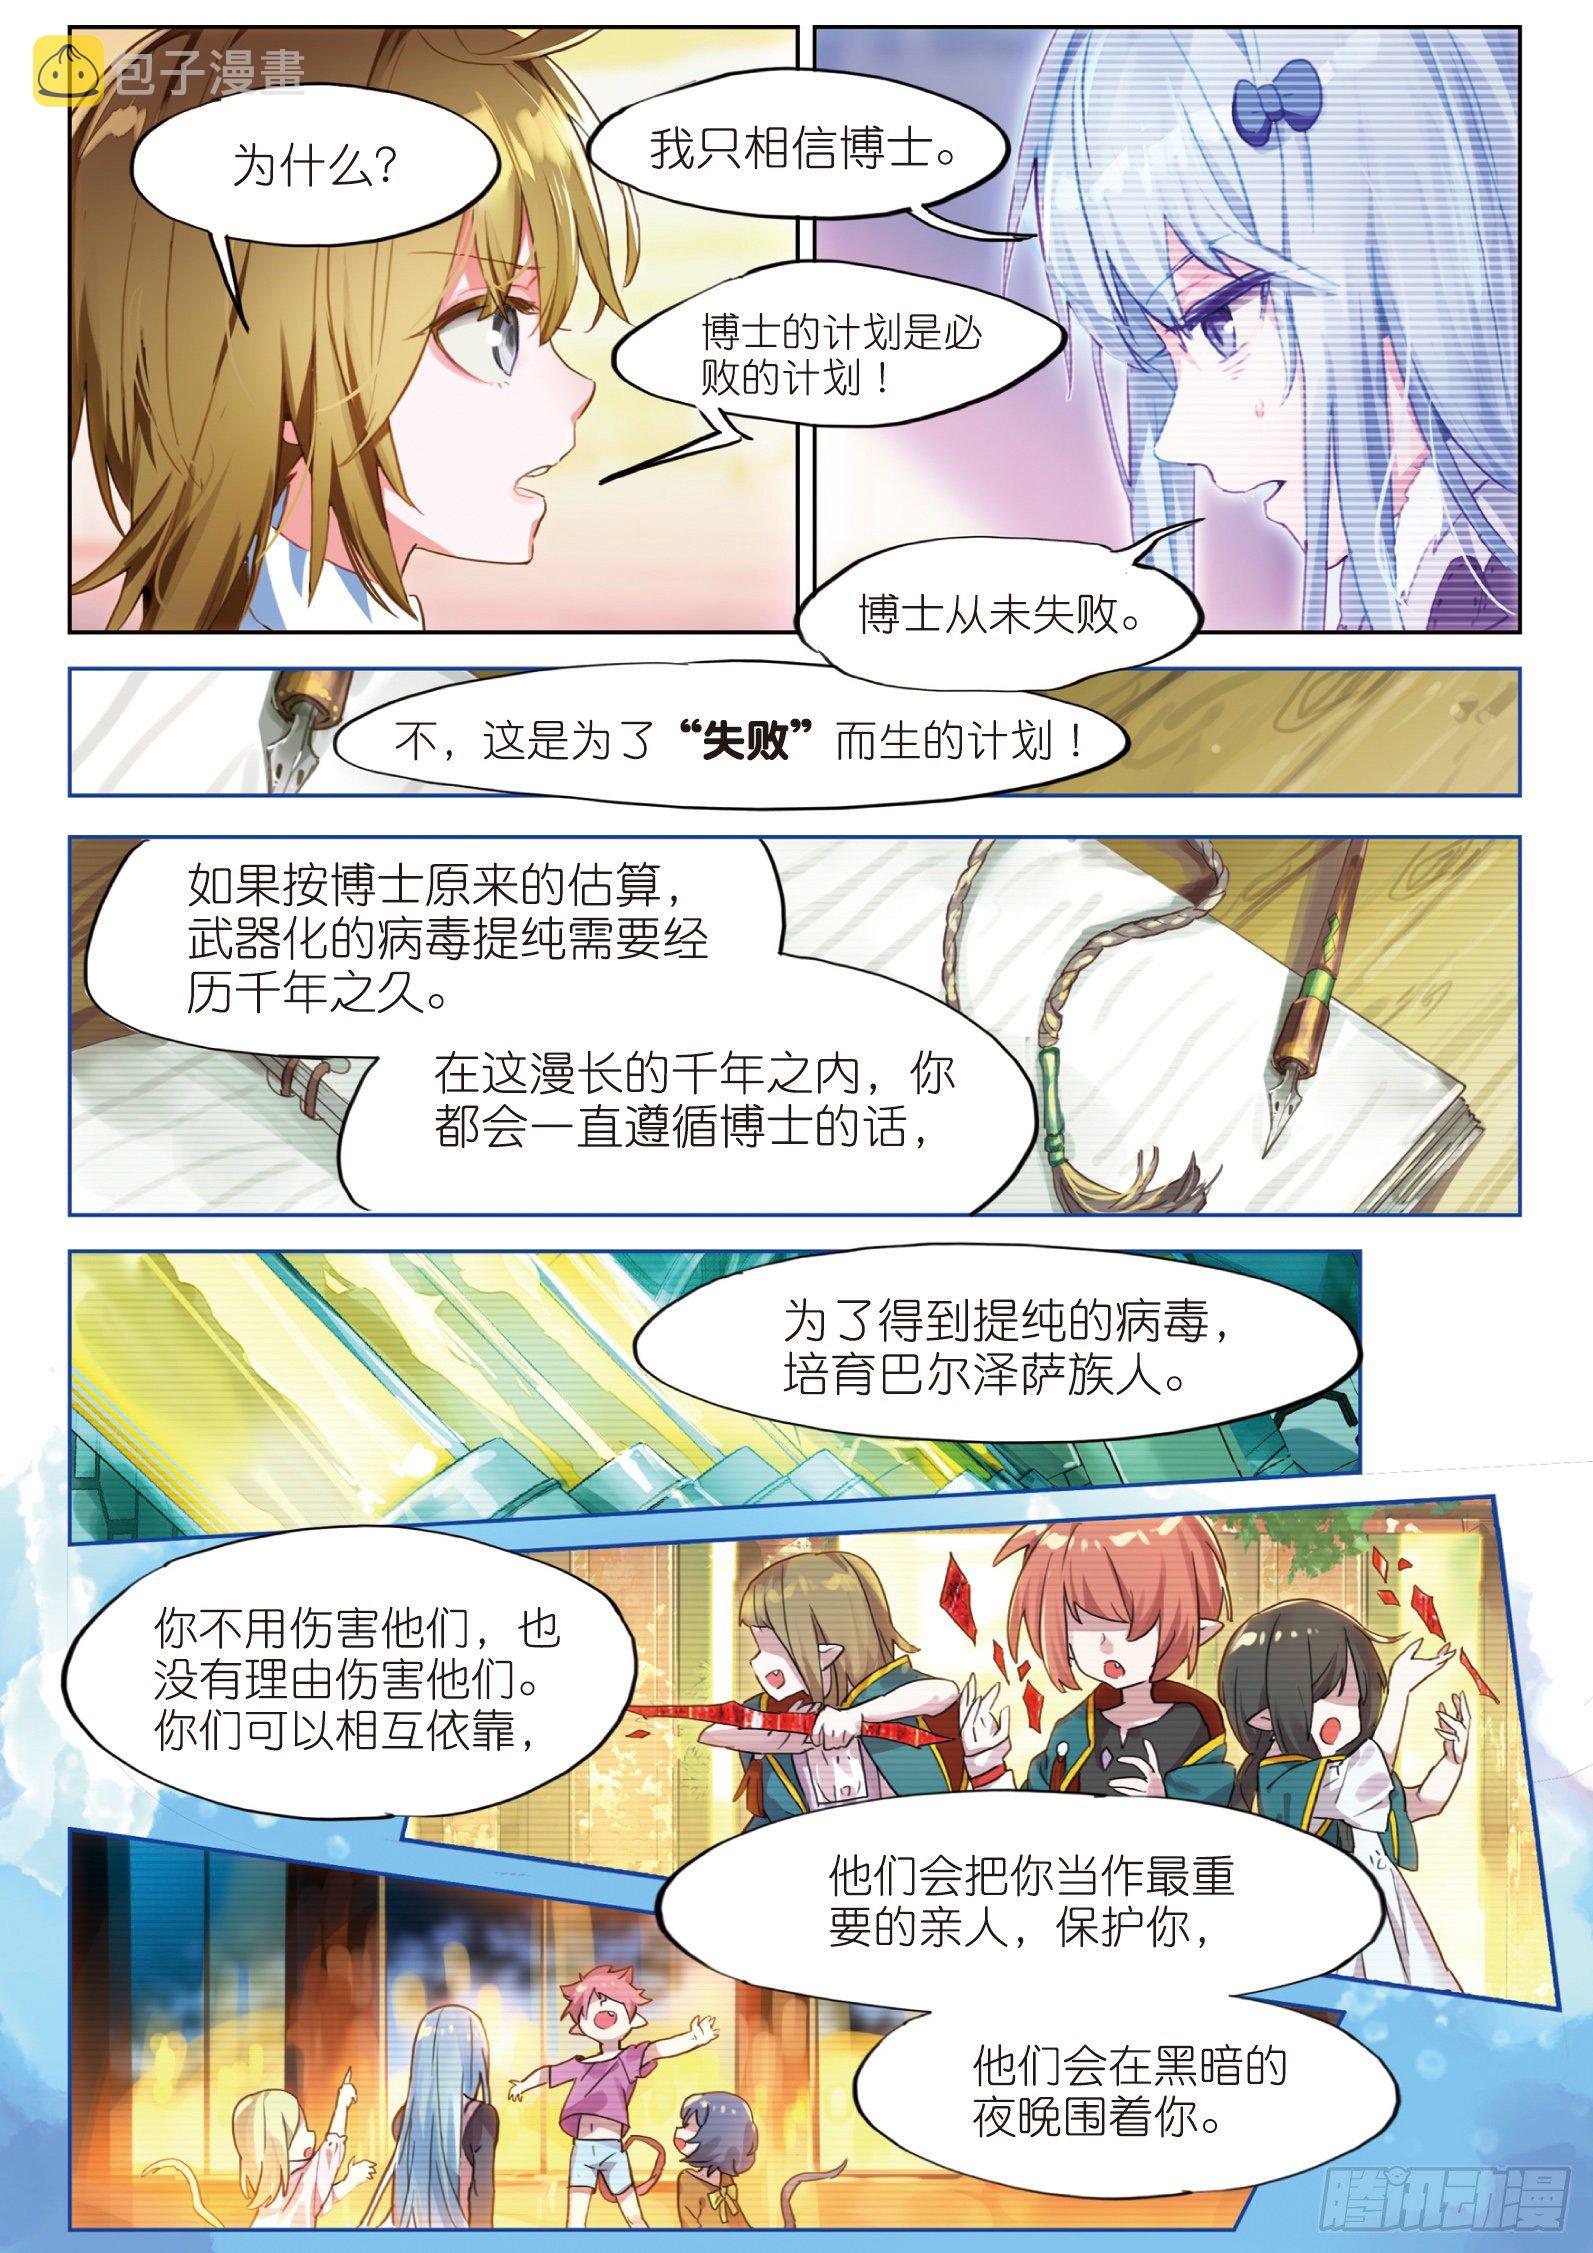 包子漫畫
为什么?
我只相信博士。
博士的计划是必
败的计划！
博士从未失败。
不，这是为了“失败”而生的计划！
如果按博士原来的估算，
武器化的病毒提纯需要经
历千年之久。
在这漫长的千年之内，你
都会一直遵循博士的话，
为了得到提纯的病毒，
培育巴尔泽萨族人。
你不用伤害他们，也
没有理由伤害他们。
你们可以相互依靠，
他们会把你当作最重
要的亲人，保护你，
他们会在黑暗的
夜晚围着你。
腾讯动漫